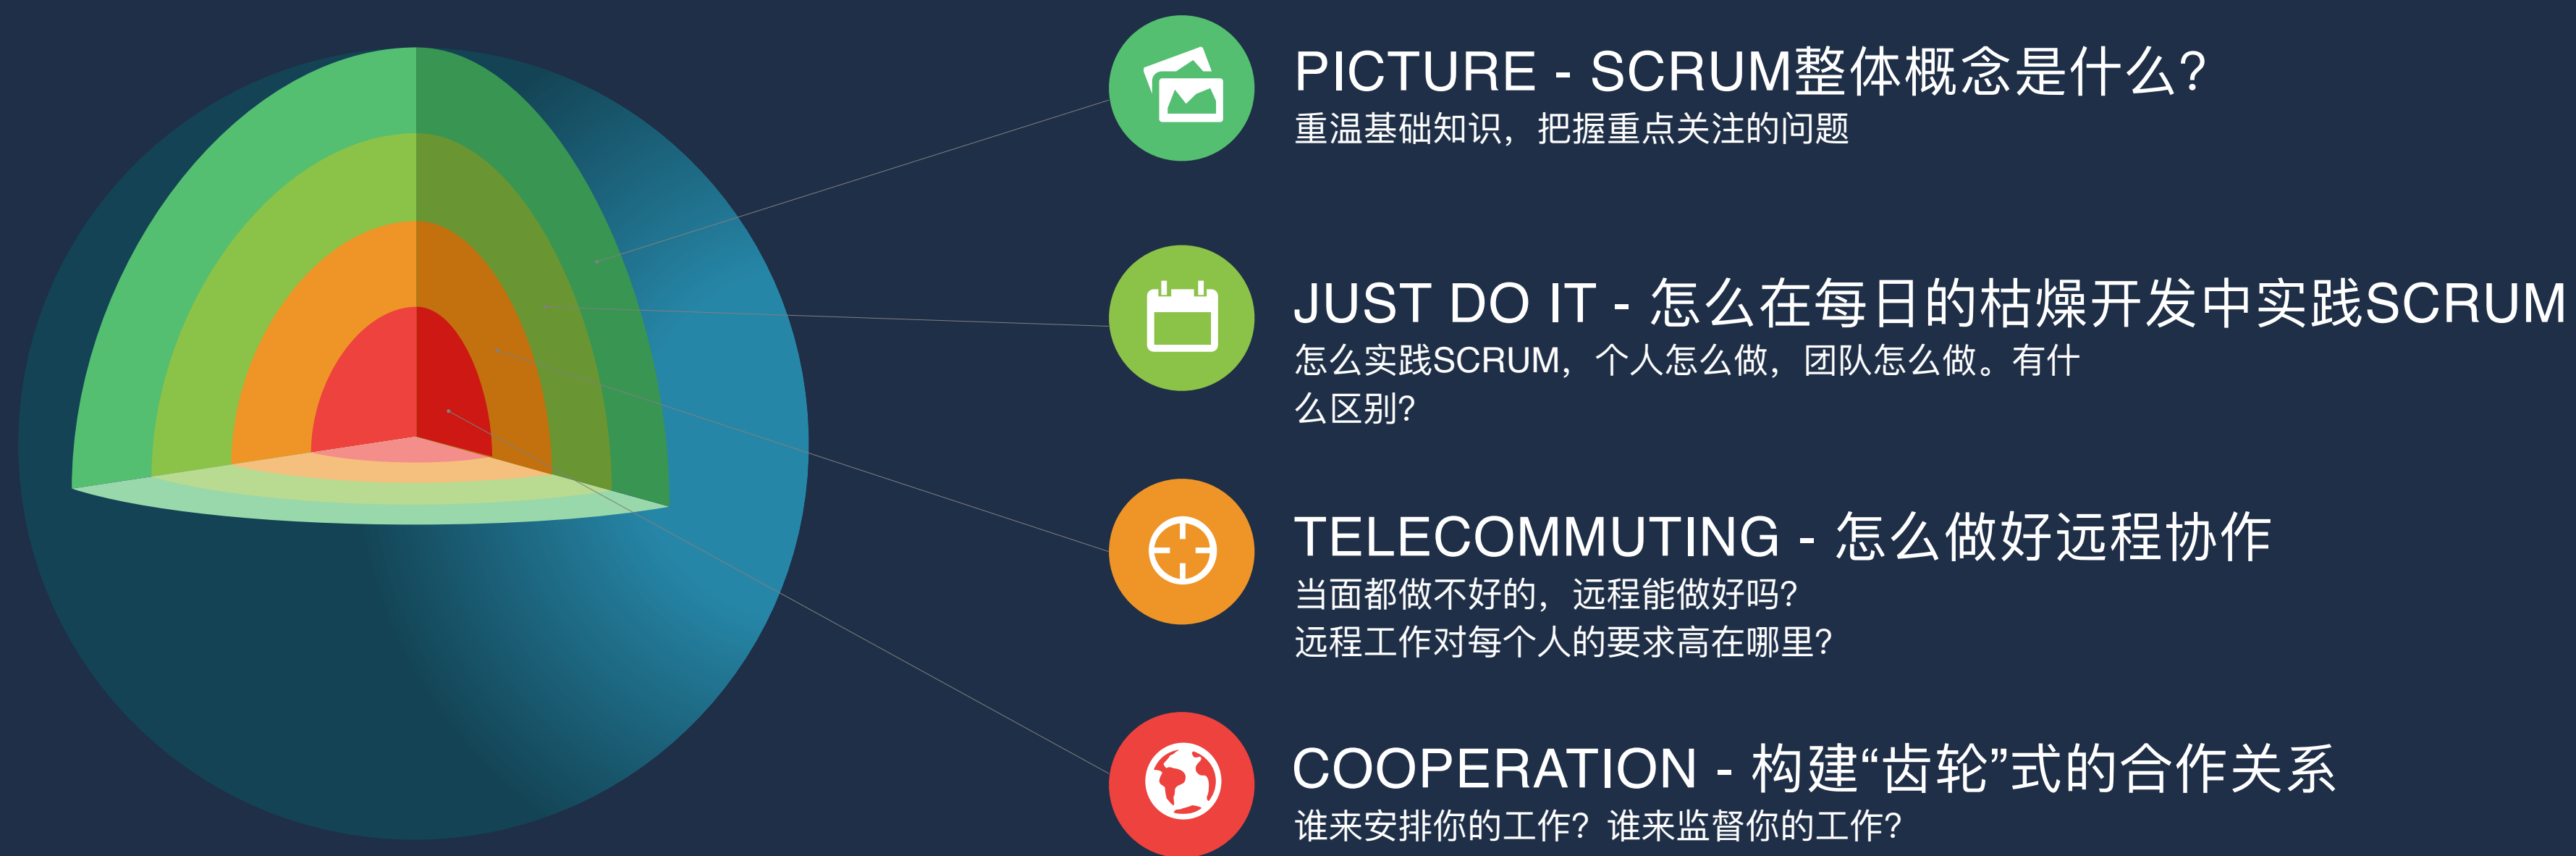 PICTURE - SCRUM整体概念是什么？
重温基础知识，把握重点关注的问题
JUST DO IT - 怎么在每日的枯燥开发中实践SCRUM
怎么实践SCRUM，个人怎么做，团队怎么做。有什
么区别？
TELECOMMUTING - 怎么做好远程协作
当面都做不好的，远程能做好吗？
远程工作对每个人的要求高在哪里？
COOPERATION - 构建“齿轮”式的合作关系
谁来安排你的工作？谁来监督你的工作？